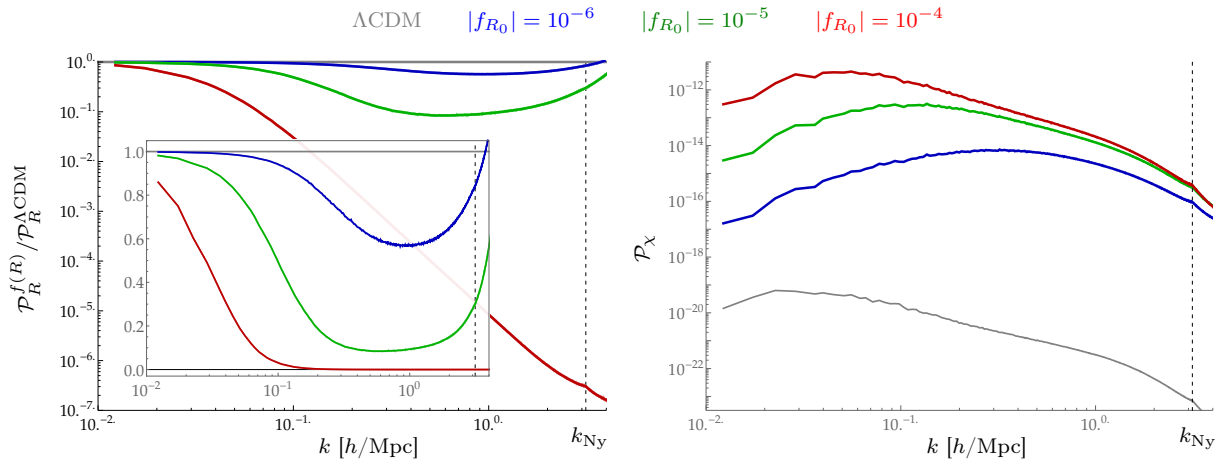 ΛCDM |f_{R_0}| = 10^{-6} |f_{R_0}| = 10^{-5} |f_{R_0}| = 10^{-4}
P_R^{f(R)}/P_R^{ΛCDM}
10^{0.}
10^{-1.}
10^{-2.}
10^{-3.}
10^{-4.}
10^{-5.}
10^{-6.}
10^{-7.}
1.0
0.8
0.6
0.4
0.2
0.0
10^{-2} 10^{-1} 10^{0}
10^{-2.} 10^{-1.} 10^{0.} k_{Ny}
k [h/Mpc]
P_χ
10^{-12}
10^{-14}
10^{-16}
10^{-18}
10^{-20}
10^{-22}
10^{-2.} 10^{-1.} 10^{0.} k_{Ny}
k [h/Mpc]